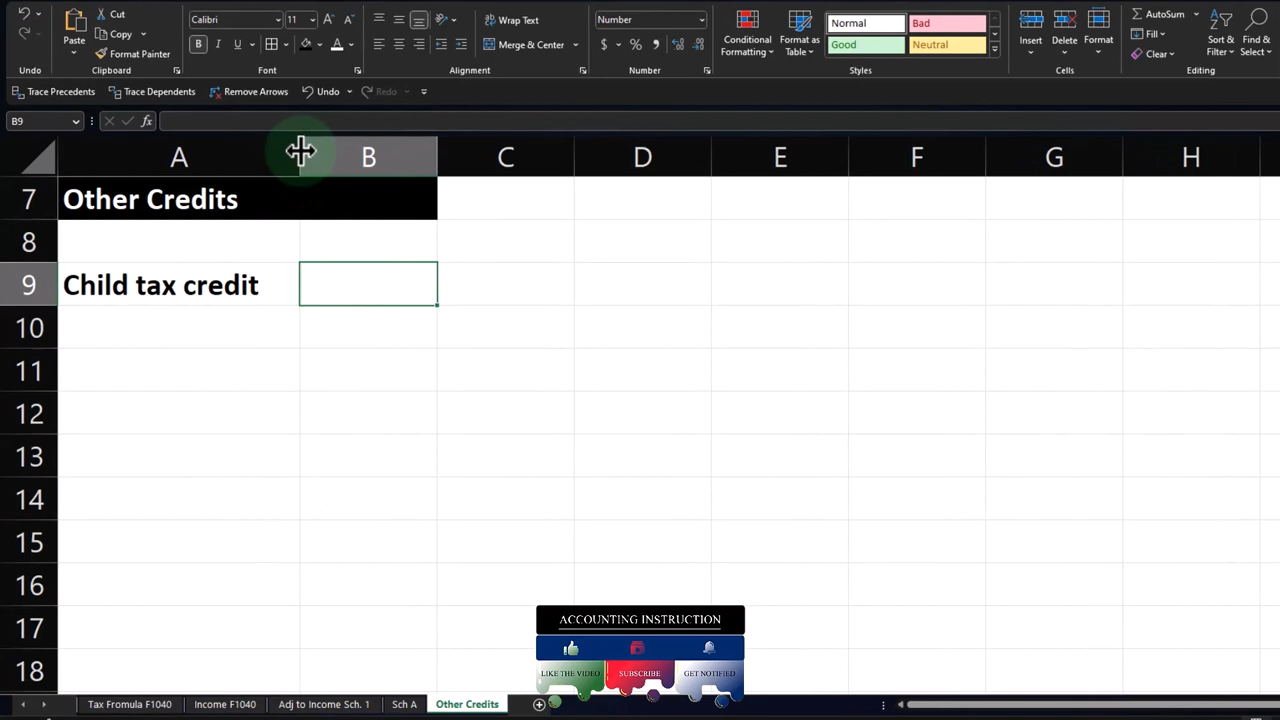 Cut
Calibri
11
Wrap Text
Number
Normal
Bad
AutoSum
Paste
Copy
Conditional
Formatting
Format as
Table
Good
Neutral
Insert
Delete
Format
Fill
Sort &
Filter
Find &
Select
Format Painter
Merge & Center
Clear
Undo
Clipboard
Font
Alignment
Number
Styles
Cells
Editing
Trace Precedents
Trace Dependents
Remove Arrows
Undo
Redo
B9
fx
A B C D E F G H
7 Other Credits
8
9 Child tax credit
10
11
12
13
14
15
16
17
18
ACCOUNTING INSTRUCTION
LIKE THE VIDEO
SUBSCRIBE
GET NOTIFIED
Tax Fromula F1040
Income F1040
Adj to Income Sch. 1
Sch A
Other Credits